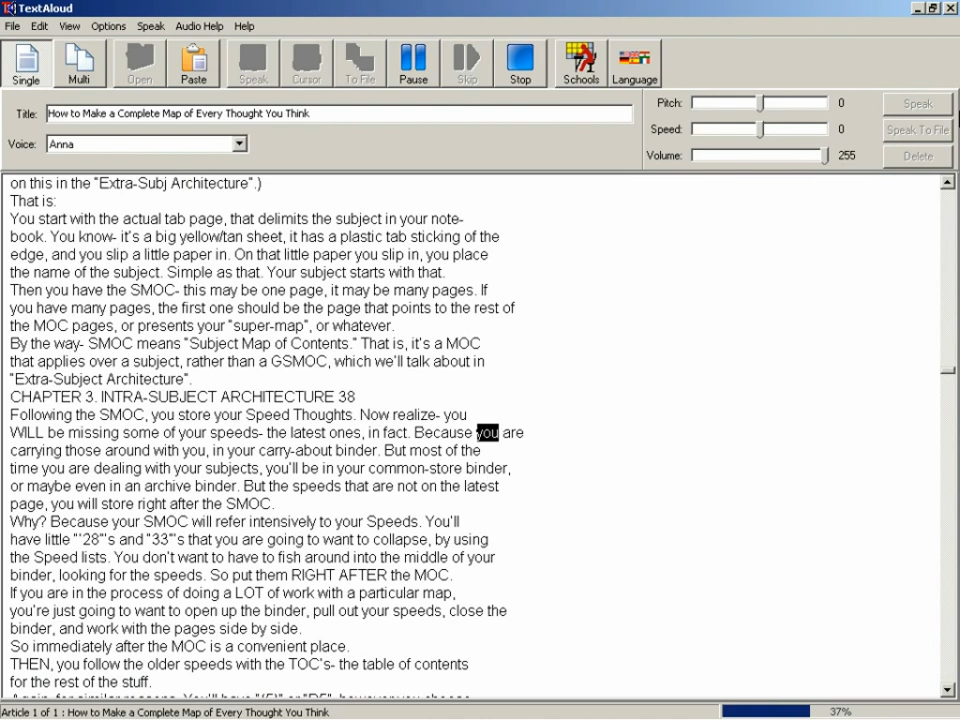 TextAloud
File Edit View Options Speak Audio Help Help
Single Multi Open Paste Speak Cursor To File Pause Skip Stop Schools Language
Title: How to Make a Complete Map of Every Thought You Think
Voice: Anna
Pitch: 0 Speak
Speed: 0 Speak To File
Volume: 255 Delete
on this in the "Extra-Subj Architecture".)
That is:
You start with the actual tab page, that delimits the subject in your note-
book. You know- it's a big yellow/tan sheet, it has a plastic tab sticking of the
edge, and you slip a little paper in. On that little paper you slip in, you place
the name of the subject. Simple as that. Your subject starts with that.
Then you have the SMOC- this may be one page, it may be many pages. If
you have many pages, the first one should be the page that points to the rest of
the MOC pages, or presents your "super-map", or whatever.
By the way- SMOC means "Subject Map of Contents." That is, it's a MOC
that applies over a subject, rather than a GSMOC, which we'll talk about in
"Extra-Subject Architecture".
CHAPTER 3. INTRA-SUBJECT ARCHITECTURE 38
Following the SMOC, you store your Speed Thoughts. Now realize- you
WILL be missing some of your speeds- the latest ones, in fact. Because you are
carrying those around with you, in your carry-about binder. But most of the
time you are dealing with your subjects, you'll be in your common-store binder,
or maybe even in an archive binder. But the speeds that are not on the latest
page, you will store right after the SMOC.
Why? Because your SMOC will refer intensively to your Speeds. You'll
have little "'28"'s and "33"'s that you are going to want to collapse, by using
the Speed lists. You don't want to have to fish around into the middle of your
binder, looking for the speeds. So put them RIGHT AFTER the MOC.
If you are in the process of doing a LOT of work with a particular map,
you're just going to want to open up the binder, pull out your speeds, close the
binder, and work with the pages side by side.
So immediately after the MOC is a convenient place.
THEN, you follow the older speeds with the TOC's- the table of contents
for the rest of the stuff.
Article 1 of 1 : How to Make a Complete Map of Every Thought You Think 37%